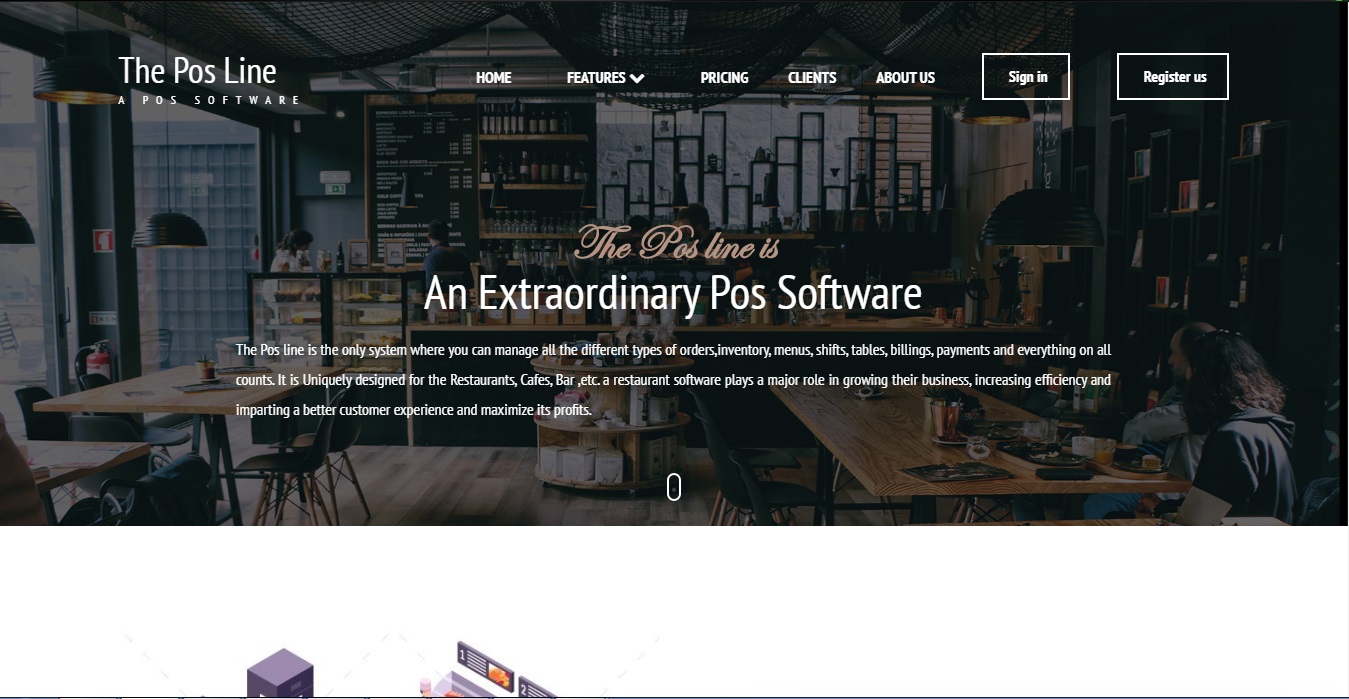 The Pos Line
A POS SOFTWARE
HOME
FEATURES
PRICING
CLIENTS
ABOUT US
Sign in
Register us
The Pos line is
An Extraordinary Pos Software
The Pos line is the only system where you can manage all the different types of orders,inventory, menus, shifts, tables, billings, payments and everything on all
counts. It is Uniquely designed for the Restaurants, Cafes, Bar ,etc. a restaurant software plays a major role in growing their business, increasing efficiency and
imparting a better customer experience and maximize its profits.
1
2